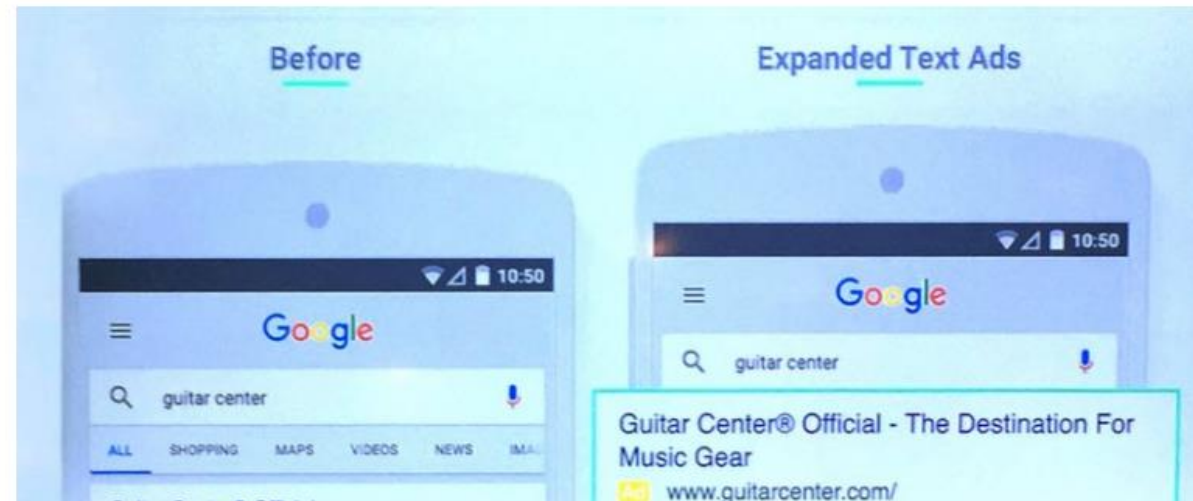 Before
10:50
Google
guitar center
ALL SHOPPING MAPS VIDEOS NEWS
Expanded Text Ads
10:50
Google
guitar center
Guitar Center® Official - The Destination For
Music Gear
Ad www.guitarcenter.com/